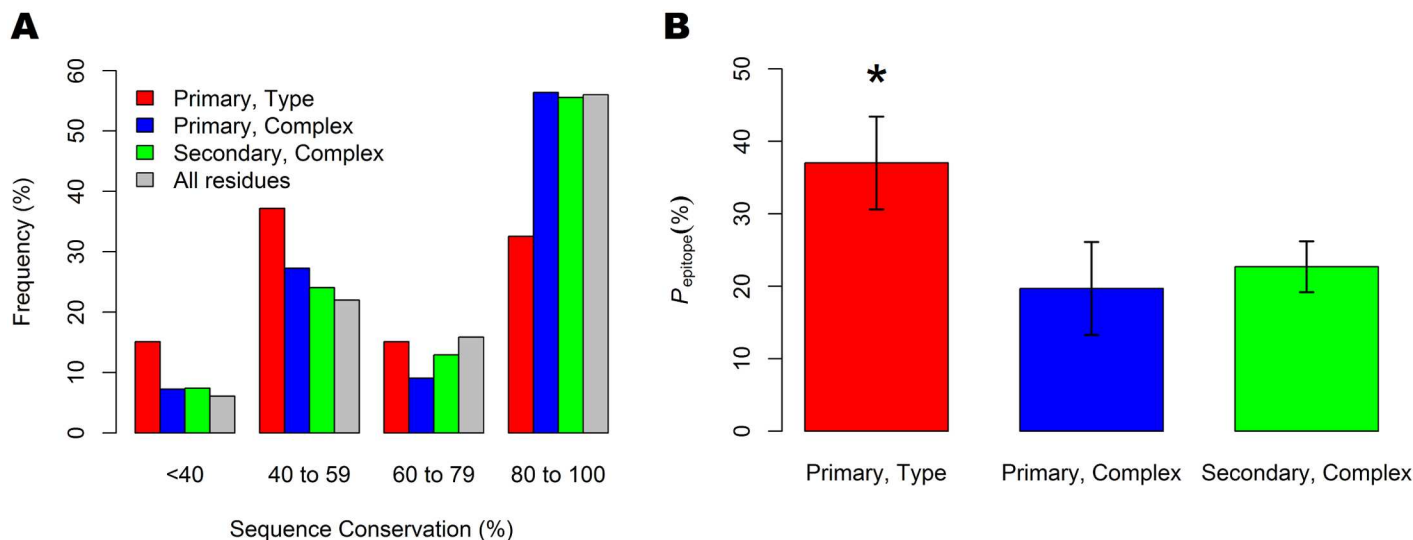 A
Frequency (%)
60
50
40
30
20
10
0
Primary, Type
Primary, Complex
Secondary, Complex
All residues
<40 40 to 59 60 to 79 80 to 100
Sequence Conservation (%)
B
Pepitope(%)
50
40
30
20
10
0
*
Primary, Type Primary, Complex Secondary, Complex